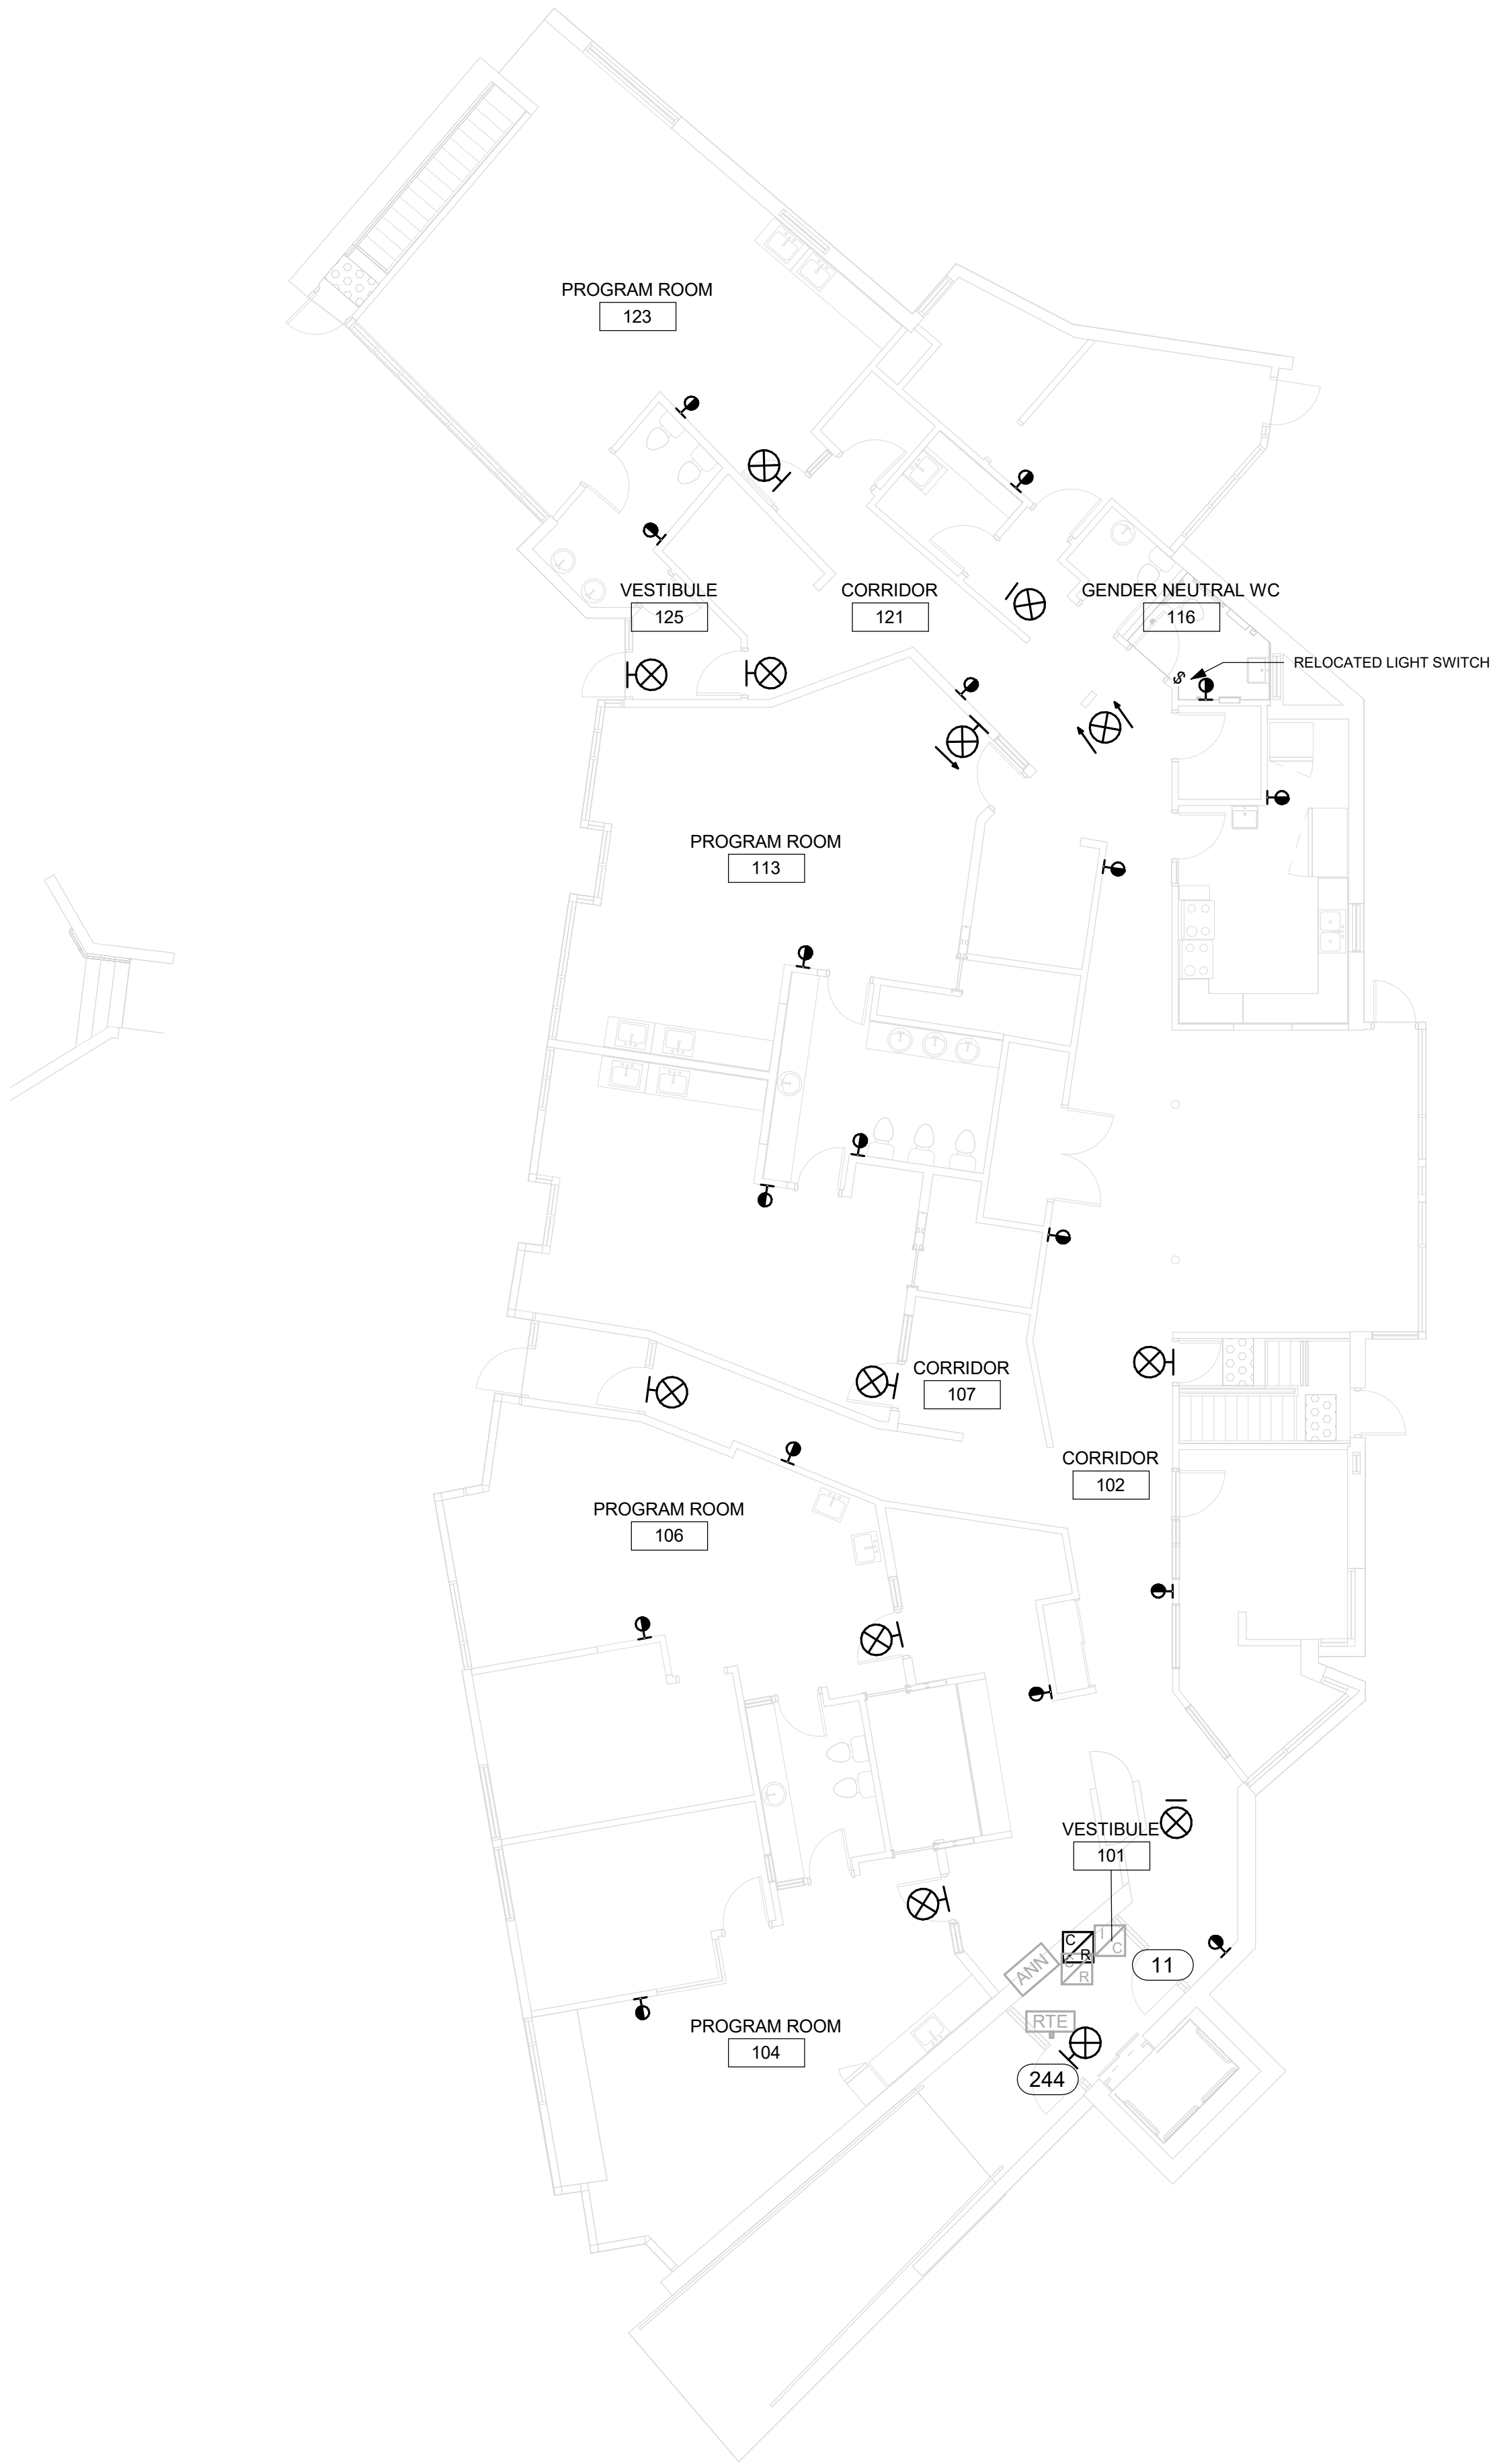 PROGRAM ROOM
123
VESTIBULE
125
CORRIDOR
121
GENDER NEUTRAL WC
116
RELOCATED LIGHT SWITCH
$
PROGRAM ROOM
113
CORRIDOR
107
CORRIDOR
102
PROGRAM ROOM
106
VESTIBULE
101
C
R
I
C
C
R
ANN
11
RTE
244
PROGRAM ROOM
104